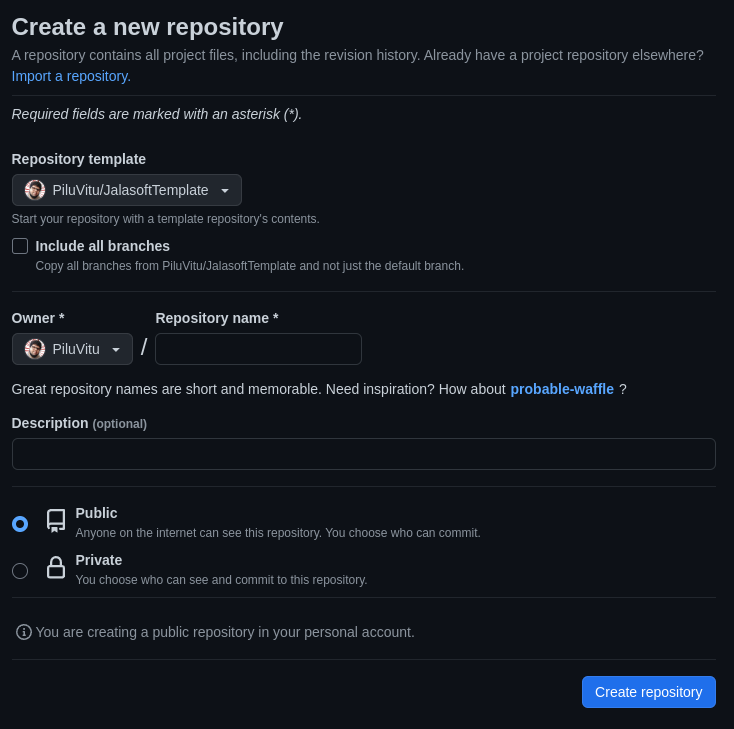 Create a new repository
A repository contains all project files, including the revision history. Already have a project repository elsewhere?
Import a repository.
Required fields are marked with an asterisk (*).
Repository template
PiluVitu/JalasoftTemplate
Start your repository with a template repository's contents.
Include all branches
Copy all branches from PiluVitu/JalasoftTemplate and not just the default branch.
Owner * Repository name *
PiluVitu /
Great repository names are short and memorable. Need inspiration? How about probable-waffle ?
Description (optional)
Public
Anyone on the internet can see this repository. You choose who can commit.
Private
You choose who can see and commit to this repository.
You are creating a public repository in your personal account.
Create repository